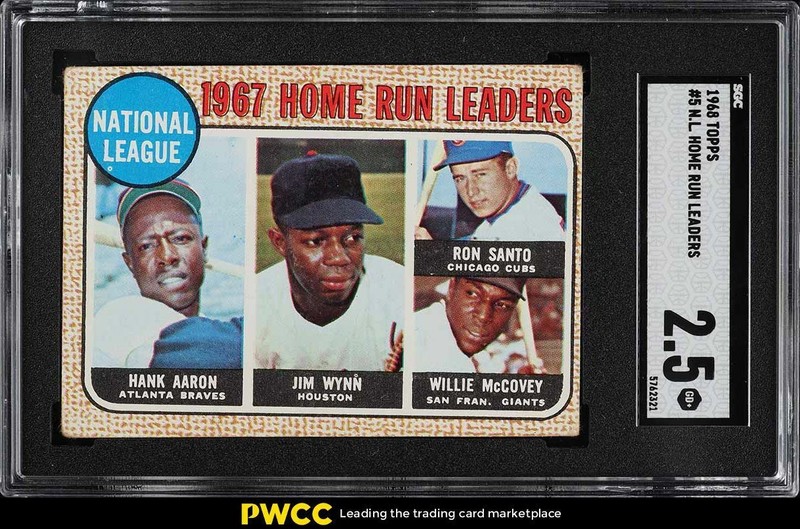 1967 HOME RUN LEADERS
NATIONAL
LEAGUE
HANK AARON
ATLANTA BRAVES
JIM WYNN
HOUSTON
RON SANTO
CHICAGO CUBS
WILLIE McCOVEY
SAN FRAN. GIANTS
SGC
1968 TOPPS
#5 N.L. HOME RUN LEADERS
2.5
GD+
5762321
PWCC Leading the trading card marketplace